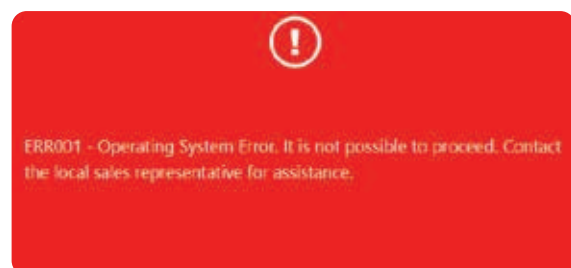 ERR001 - Operating System Error. It is not possible to proceed. Contact
the local sales representative for assistance.